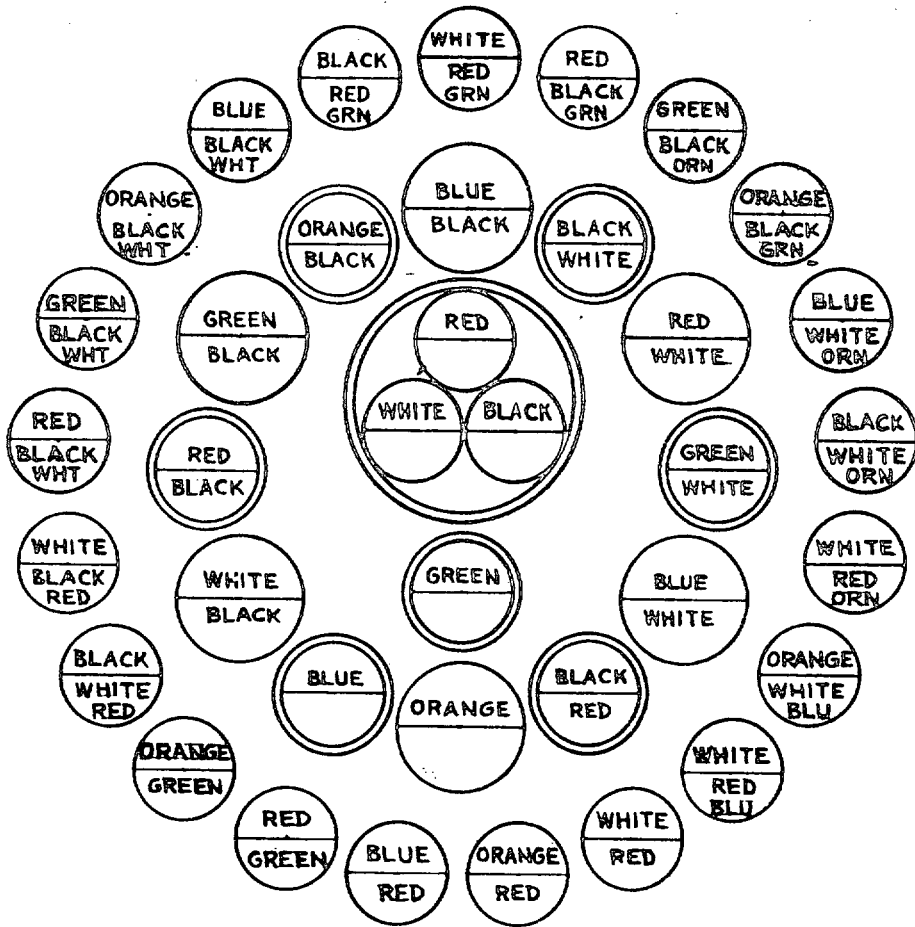 WHITE
RED
GRN
BLACK
RED
GRN
RED
BLACK
GRN
BLUE
BLACK
WHT
GREEN
BLACK
ORN
ORANGE
BLACK
WHT
ORANGE
BLACK
GRN
BLUE
BLACK
ORANGE
BLACK
BLACK
WHITE
GREEN
BLACK
WHT
GREEN
BLACK
RED
RED
WHITE
BLUE
WHITE
ORN
WHITE
BLACK
RED
BLACK
WHT
RED
BLACK
GREEN
WHITE
BLACK
WHITE
ORN
WHITE
BLACK
RED
WHITE
BLACK
GREEN
BLUE
WHITE
WHITE
RED
ORN
BLACK
WHITE
RED
BLUE
ORANGE
BLACK
RED
ORANGE
WHITE
BLU
ORANGE
GREEN
WHITE
RED
BLU
RED
GREEN
BLUE
RED
ORANGE
RED
WHITE
RED